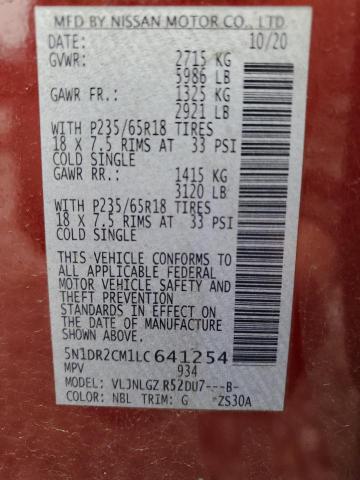 MFD BY NISSAN MOTOR CO., LTD.
DATE: 10/20
GVWR: 2715 KG
5986 LB
GAWR FR.: 1325 KG
2921 LB
WITH P235/65R18 TIRES
18 X 7.5 RIMS AT 33 PSI
COLD SINGLE
GAWR RR.: 1415 KG
3120 LB
WITH P235/65R18 TIRES
18 X 7.5 RIMS AT 33 PSI
COLD SINGLE
THIS VEHICLE CONFORMS TO
ALL APPLICABLE FEDERAL
MOTOR VEHICLE SAFETY AND
BUMPER STANDARDS IN EFFECT
ON THE DATE OF MANUFACTURE
SHOWN ABOVE.
5N1DR2CM1LC641254
MPV 934
MODEL: VLJNLGZ R52DU7---B-
COLOR: NBL TRIM: G ZS30A